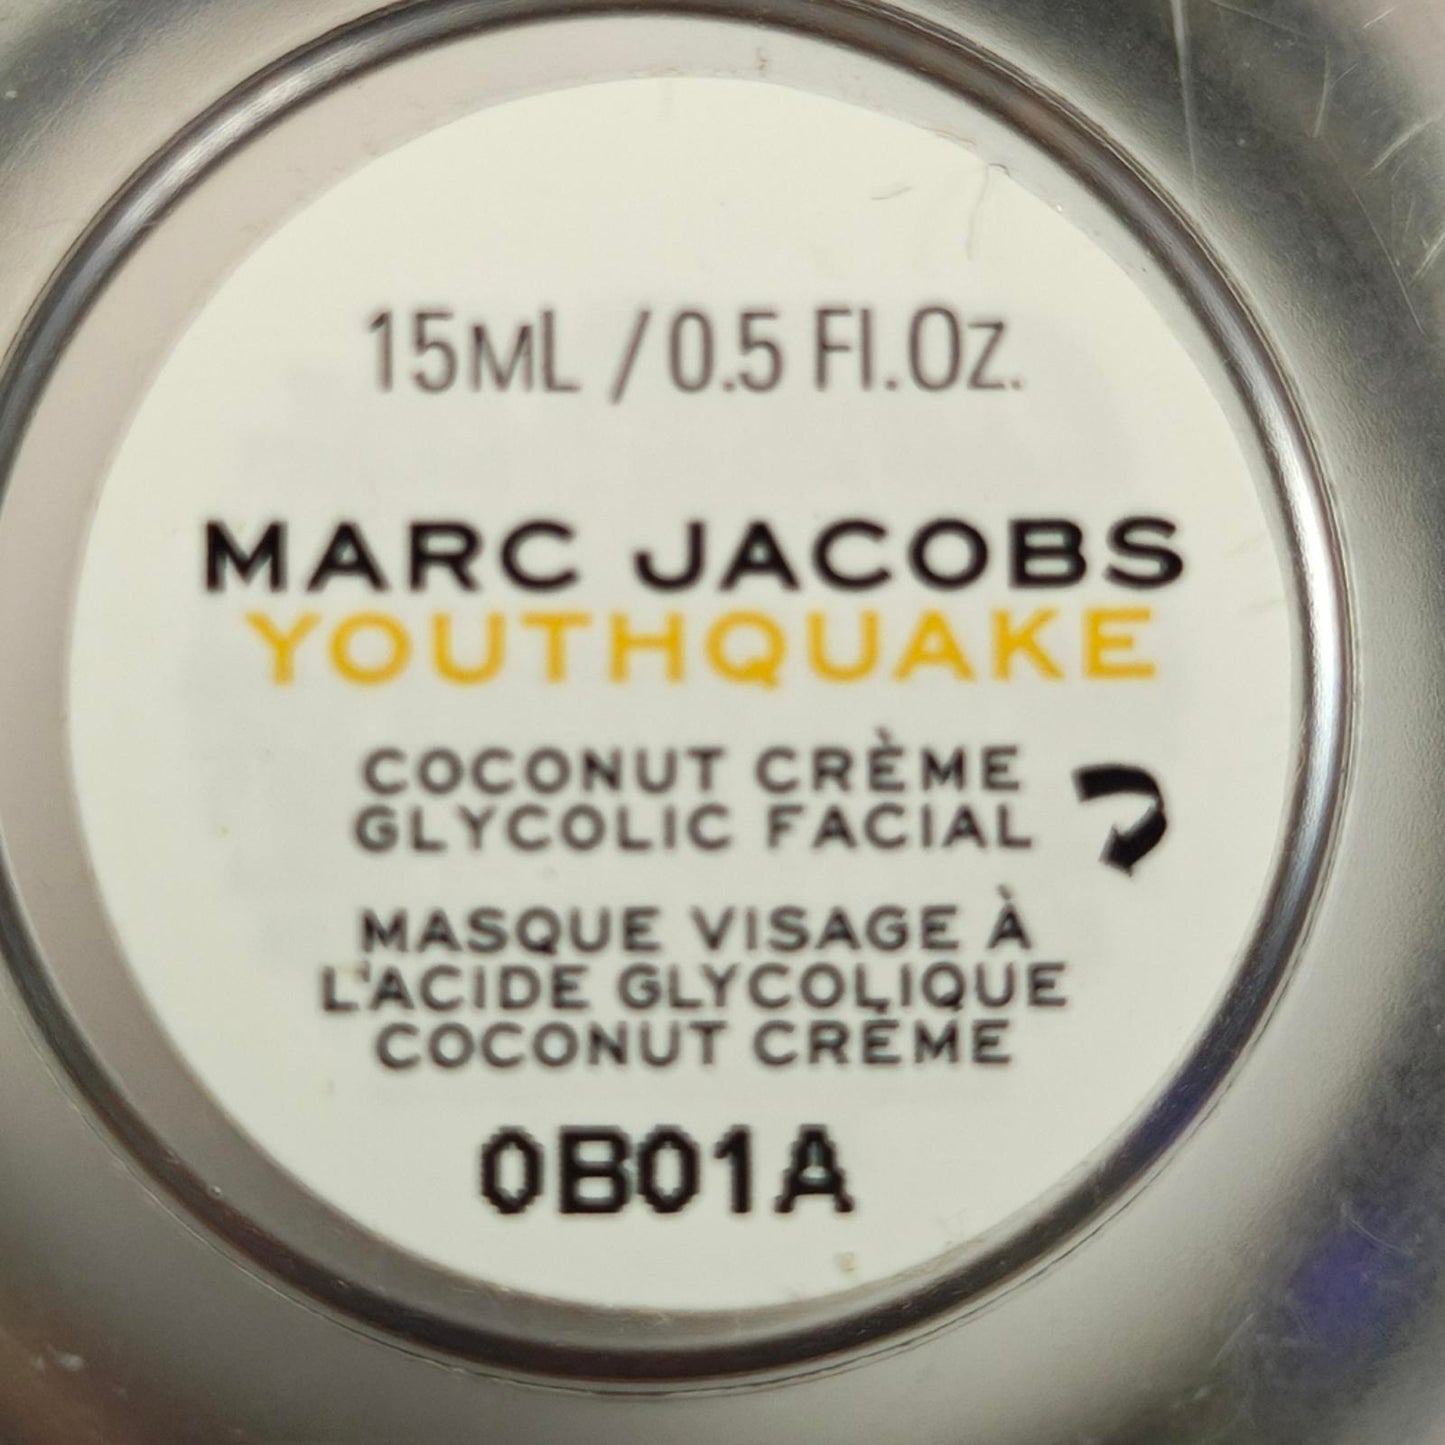 15ML / 0.5 Fl.Oz.
MARC JACOBS
YOUTHQUAKE
COCONUT CRÈME
GLYCOLIC FACIAL
MASQUE VISAGE À
L'ACIDE GLYCOLIQUE
COCONUT CRÈME
0B01A